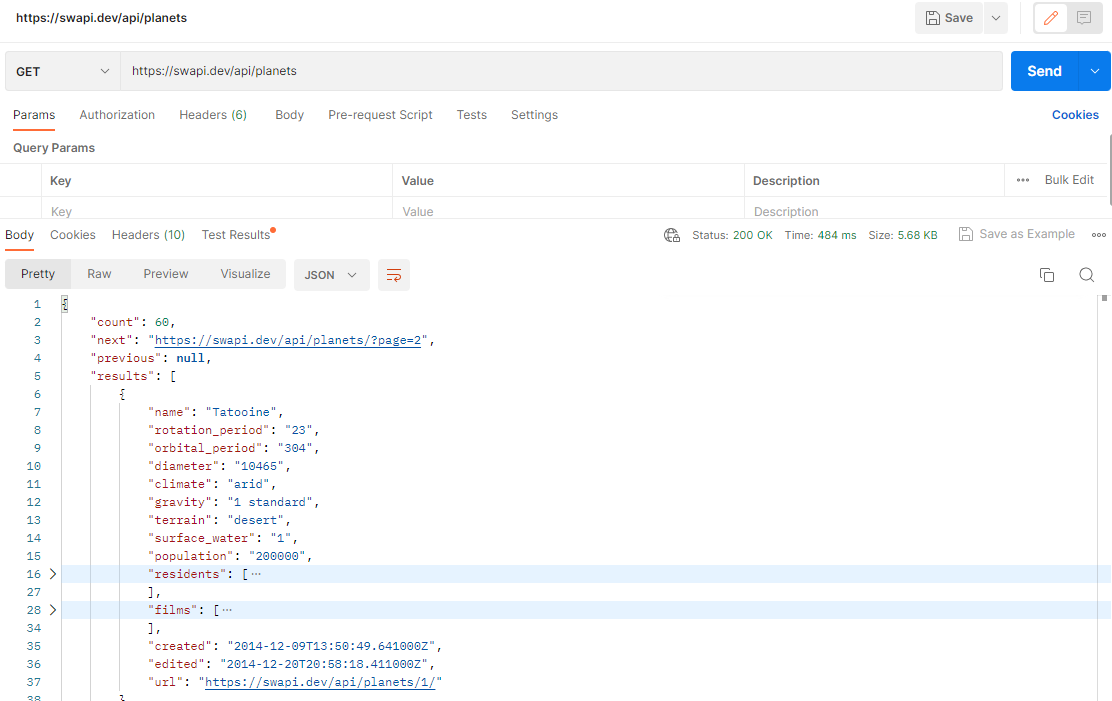 https://swapi.dev/api/planets Save
GET https://swapi.dev/api/planets Send
Params Authorization Headers (6) Body Pre-request Script Tests Settings Cookies
Query Params
Key Value Description Bulk Edit
Key Value Description
Body Cookies Headers (10) Test Results Status: 200 OK Time: 484 ms Size: 5.68 KB Save as Example
Pretty Raw Preview Visualize JSON
1 {
2 "count": 60,
3 "next": "https://swapi.dev/api/planets/?page=2",
4 "previous": null,
5 "results": [
6 {
7 "name": "Tatooine",
8 "rotation_period": "23",
9 "orbital_period": "304",
10 "diameter": "10465",
11 "climate": "arid",
12 "gravity": "1 standard",
13 "terrain": "desert",
14 "surface_water": "1",
15 "population": "200000",
16 "residents": [ ···
27 ],
28 "films": [ ···
34 ],
35 "created": "2014-12-09T13:50:49.641000Z",
36 "edited": "2014-12-20T20:58:18.411000Z",
37 "url": "https://swapi.dev/api/planets/1/"
38 }